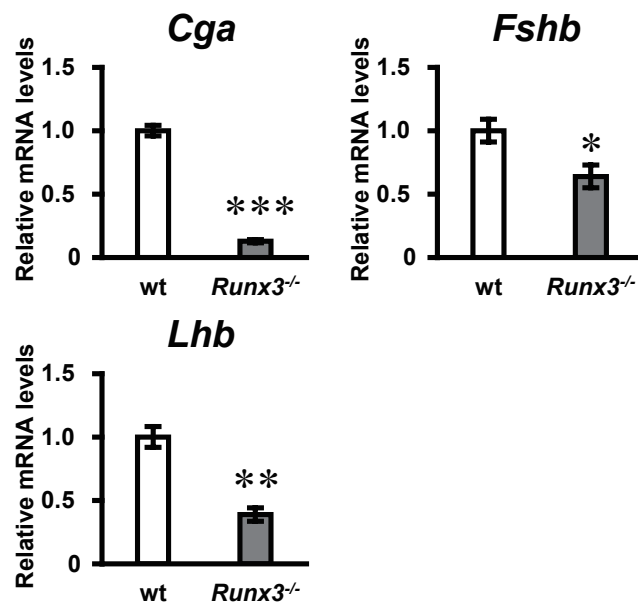 Cga
Relative mRNA levels
1.5
1.0
0.5
0
***
wt
Runx3-/-
Fshb
Relative mRNA levels
1.5
1.0
0.5
0
*
wt
Runx3-/-
Lhb
Relative mRNA levels
1.5
1.0
0.5
0
**
wt
Runx3-/-